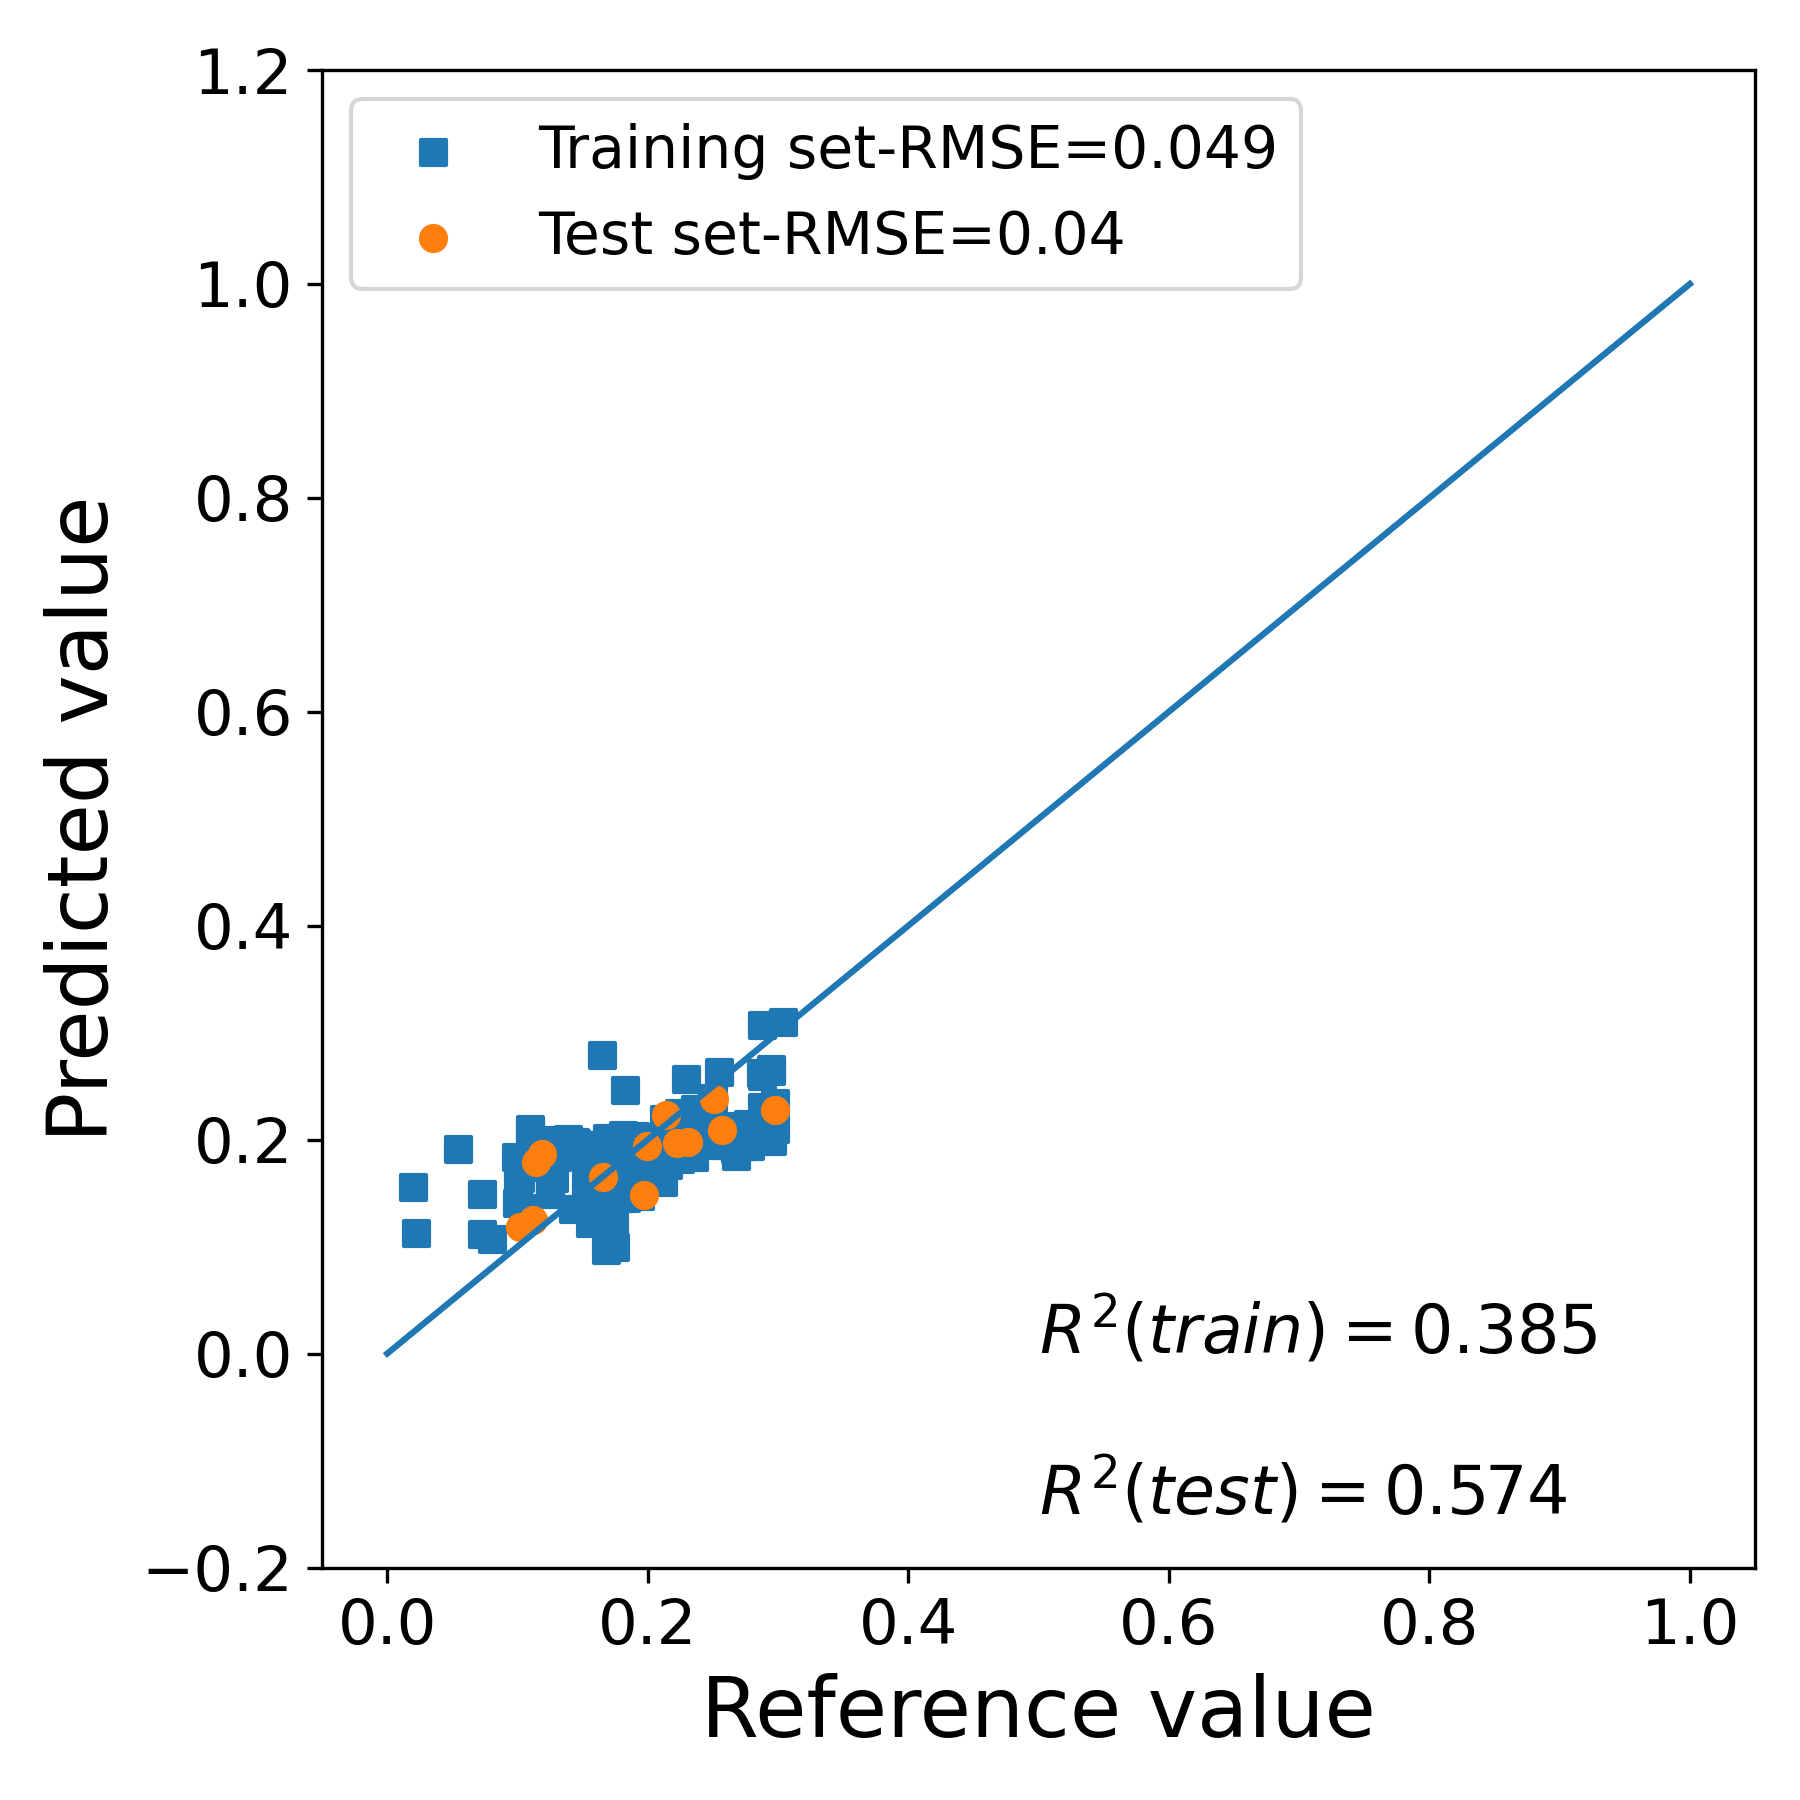 1.2
Training set-RMSE=0.049
Test set-RMSE=0.04
1.0
0.8
0.6
0.4
0.2
0.0
−0.2
Predicted value
R²(train) = 0.385
R²(test) = 0.574
0.0 0.2 0.4 0.6 0.8 1.0
Reference value